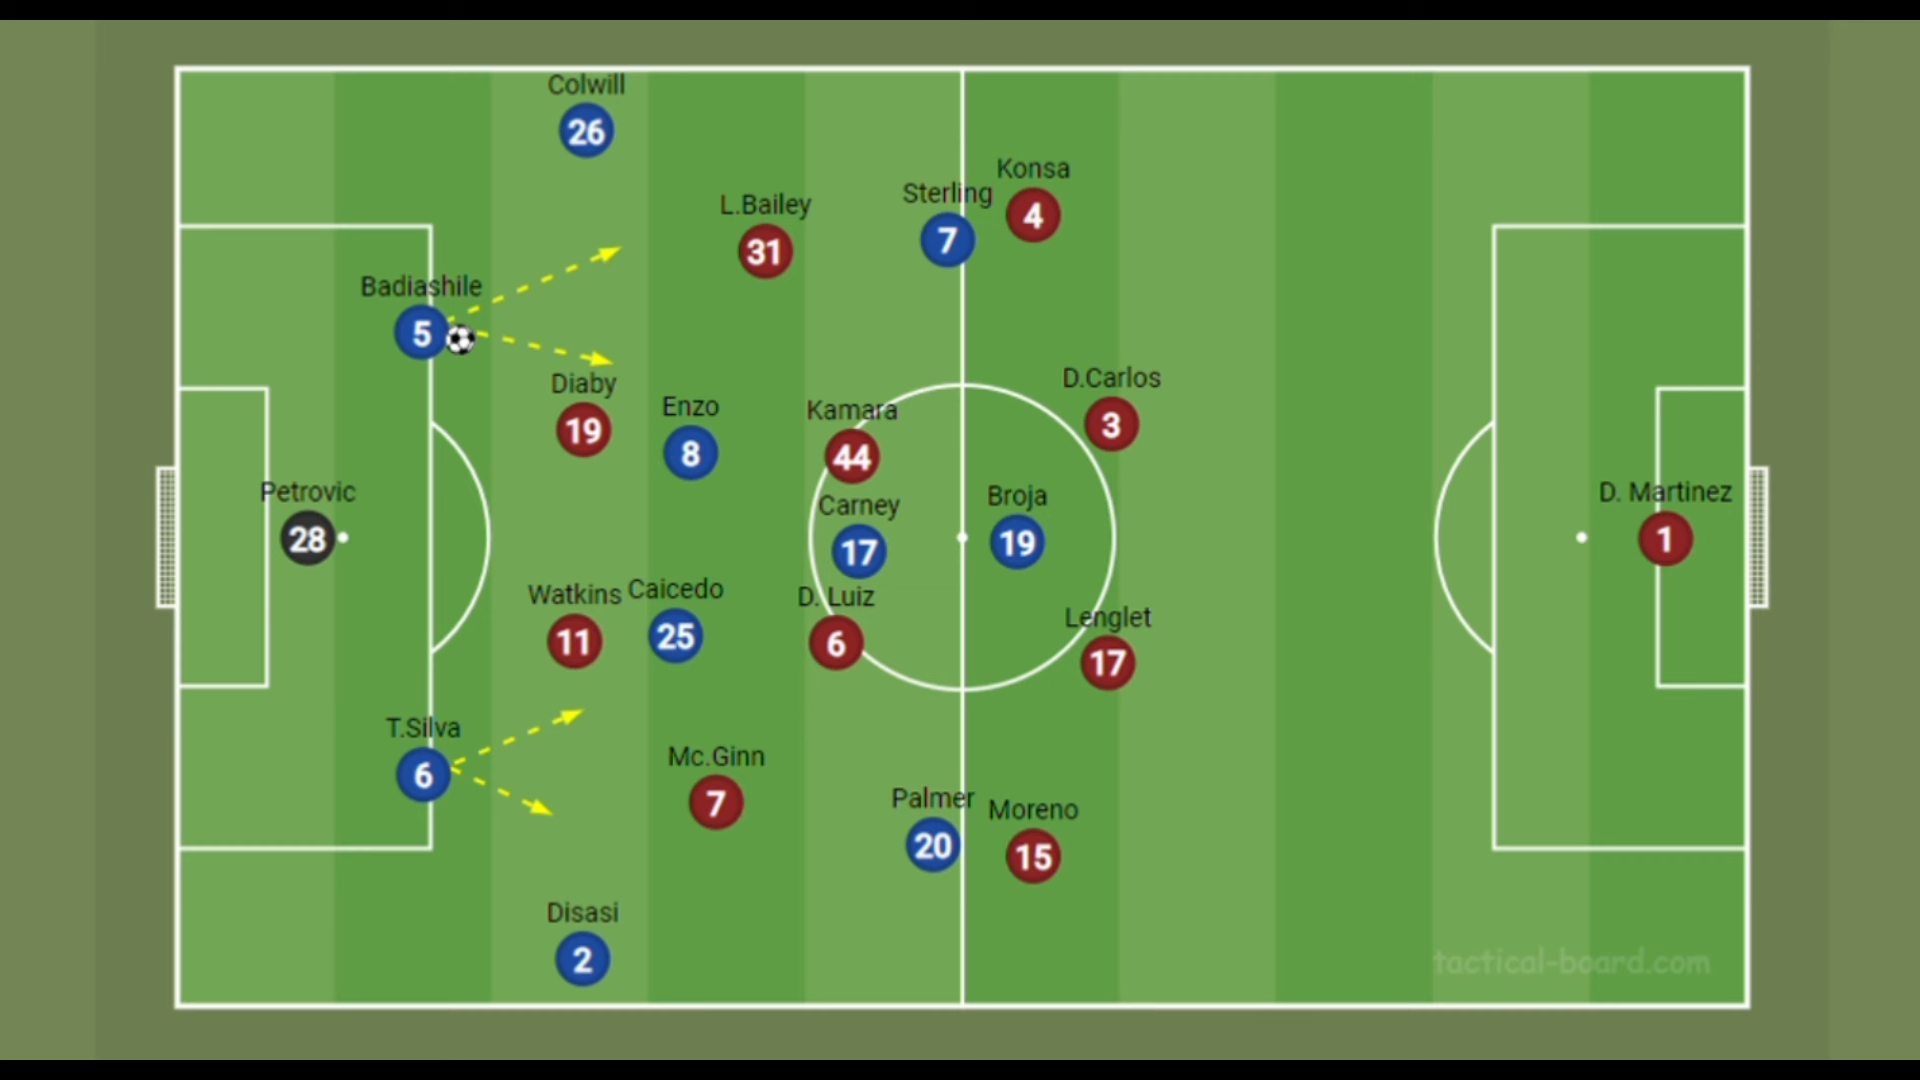 Colwill
26
L.Bailey
31
Sterling
7
Konsa
4
Badiashile
5
Diaby
19
Enzo
8
Kamara
44
D.Carlos
3
Petrovic
28
Carney
17
Broja
19
D. Martinez
1
Watkins
11
Caicedo
25
D. Luiz
6
Lenglet
17
T.Silva
6
Mc.Ginn
7
Palmer
20
Moreno
15
Disasi
2
tactical-board.com